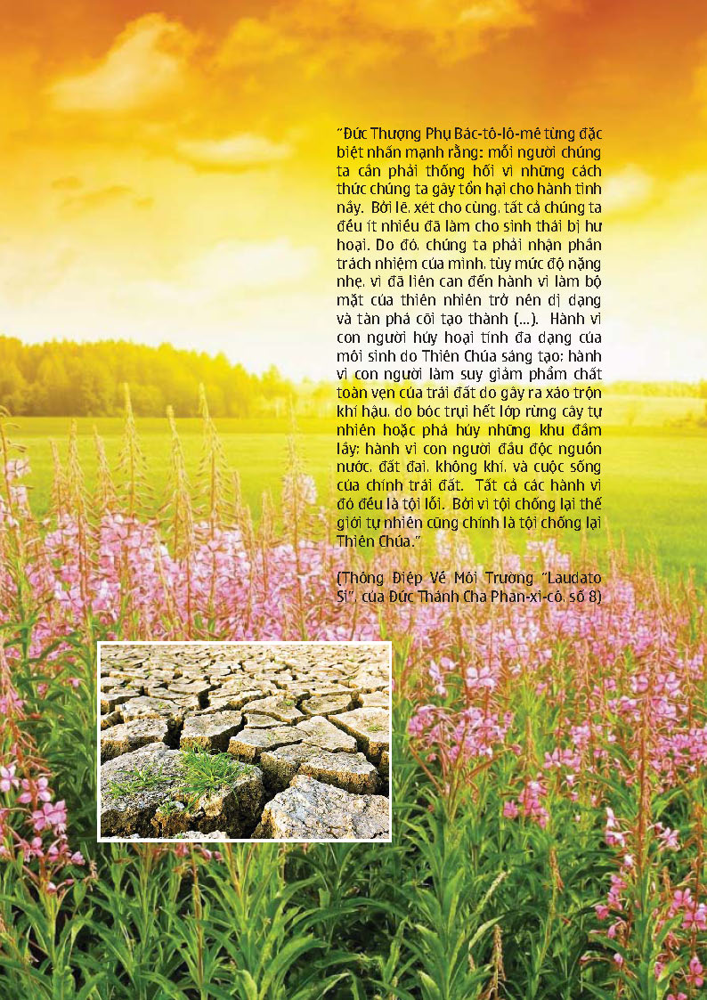 “Đức Thượng Phụ Bác-tô-lô-mê từng đặc
biệt nhấn mạnh rằng: mỗi người chúng
ta cần phải thống hối vì những cách
thức chúng ta gây tổn hại cho hành tinh
nầy. Bởi lẽ, xét cho cùng, tất cả chúng ta
đều ít nhiều đã làm cho sinh thái bị hư
hoại. Do đó, chúng ta phải nhận phần
trách nhiệm của mình, tùy mức độ nặng
nhẹ, vì đã liên can đến hành vi làm bộ
mặt của thiên nhiên trở nên dị dạng
và tàn phá cõi tạo thành (...). Hành vi
con người hủy hoại tính đa dạng của
môi sinh do Thiên Chúa sáng tạo; hành
vi con người làm suy giảm phẩm chất
toàn vẹn của trái đất do gây ra xáo trộn
khí hậu, do bóc trụi hết lớp rừng cây tự
nhiên hoặc phá hủy những khu đầm
lầy; hành vi con người đầu độc nguồn
nước, đất đai, không khí, và cuộc sống
của chính trái đất. Tất cả các hành vi
đó đều là tội lỗi. Bởi vì tội chống lại thế
giới tự nhiên cũng chính là tội chống lại
Thiên Chúa.”
(Thông Điệp Về Môi Trường “Laudato
Si”, của Đức Thánh Cha Phan-xi-cô, số 8)